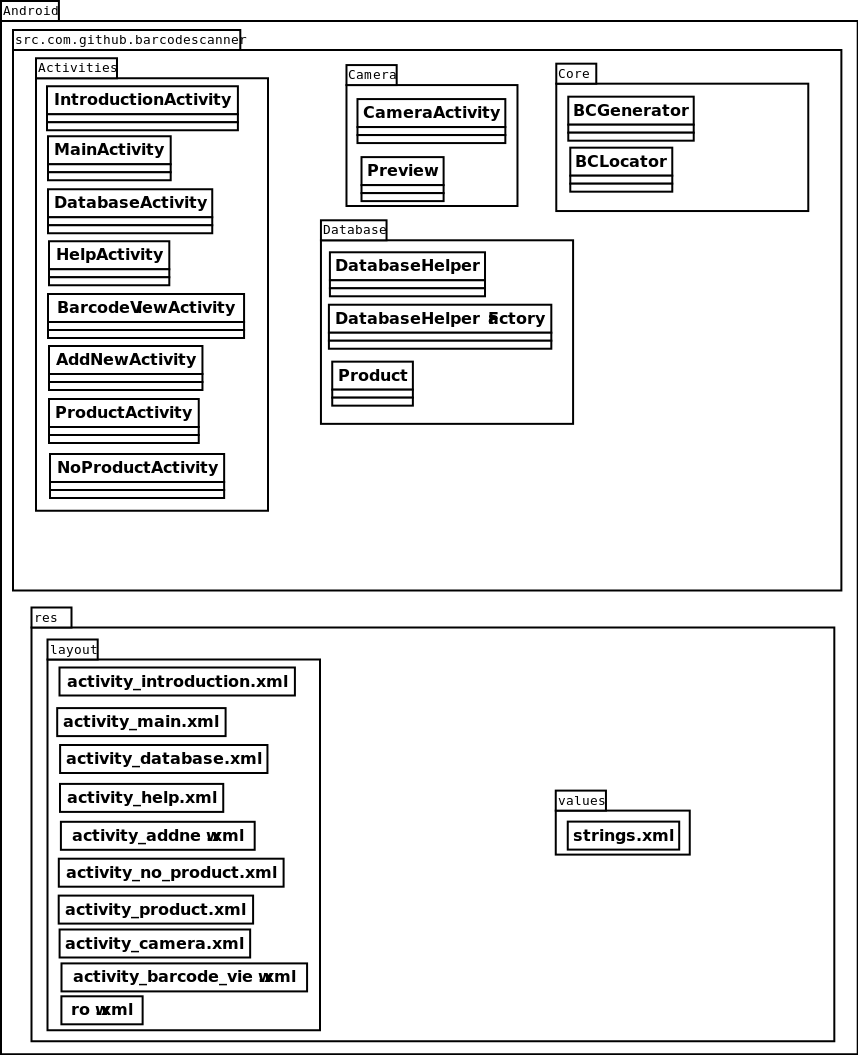 Android
src.com.github.barcodescanner
Activities
IntroductionActivity
MainActivity
DatabaseActivity
HelpActivity
BarcodeViewActivity
AddNewActivity
ProductActivity
NoProductActivity
Camera
CameraActivity
Preview
Core
BCGenerator
BCLocator
Database
DatabaseHelper
DatabaseHelper Factory
Product
res
layout
activity_introduction.xml
activity_main.xml
activity_database.xml
activity_help.xml
activity_addnew.xml
activity_no_product.xml
activity_product.xml
activity_camera.xml
activity_barcode_view.xml
row.xml
values
strings.xml